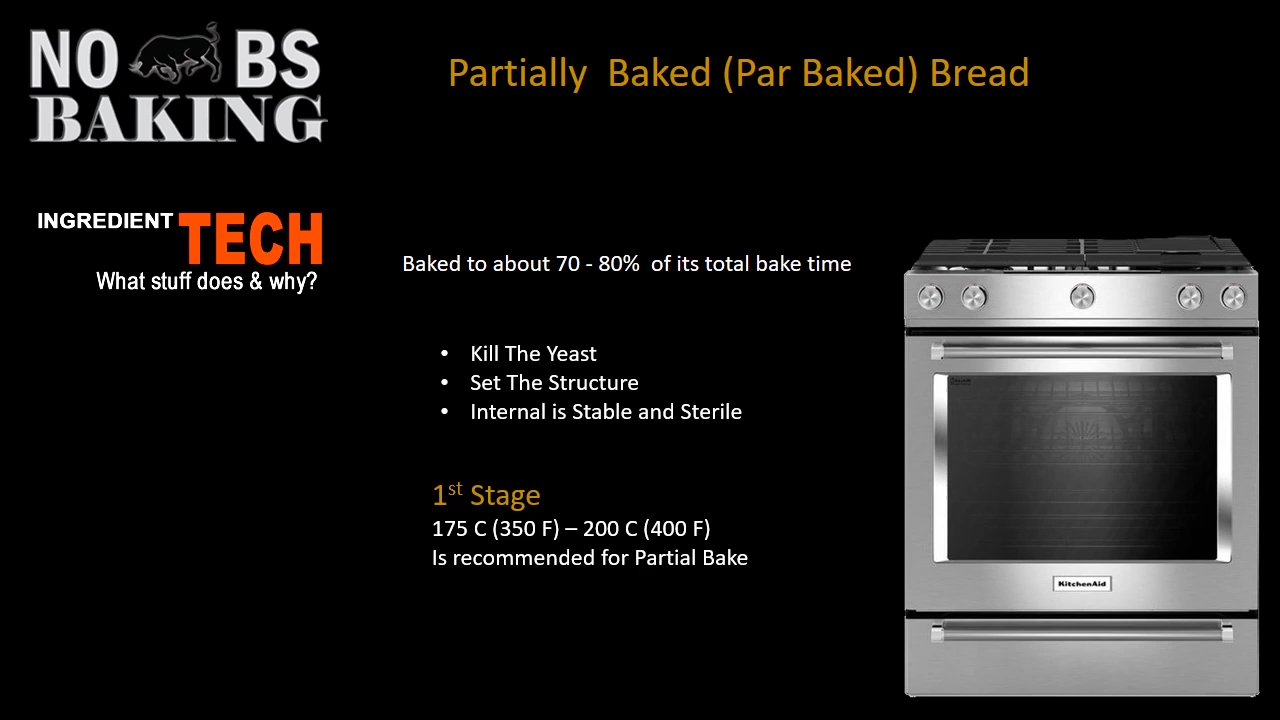 NO BS
BAKING
Partially Baked (Par Baked) Bread
INGREDIENT TECH
What stuff does & why?
Baked to about 70 - 80% of its total bake time
• Kill The Yeast
• Set The Structure
• Internal is Stable and Sterile
1st Stage
175 C (350 F) – 200 C (400 F)
Is recommended for Partial Bake
KitchenAid